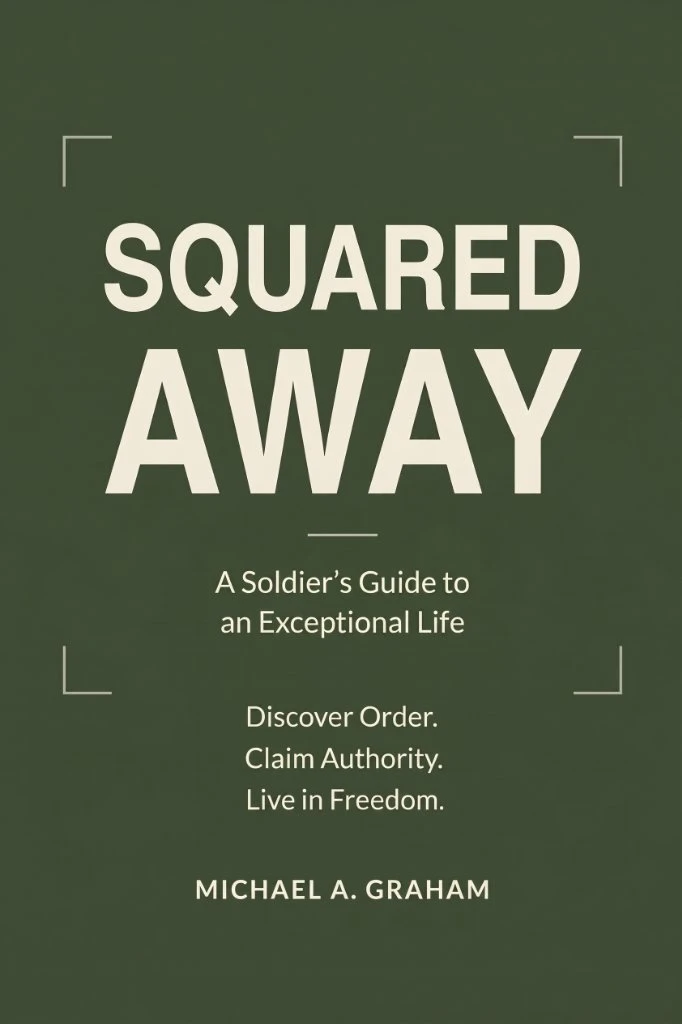 SQUARED
AWAY
A Soldier’s Guide to
an Exceptional Life
Discover Order.
Claim Authority.
Live in Freedom.
MICHAEL A. GRAHAM